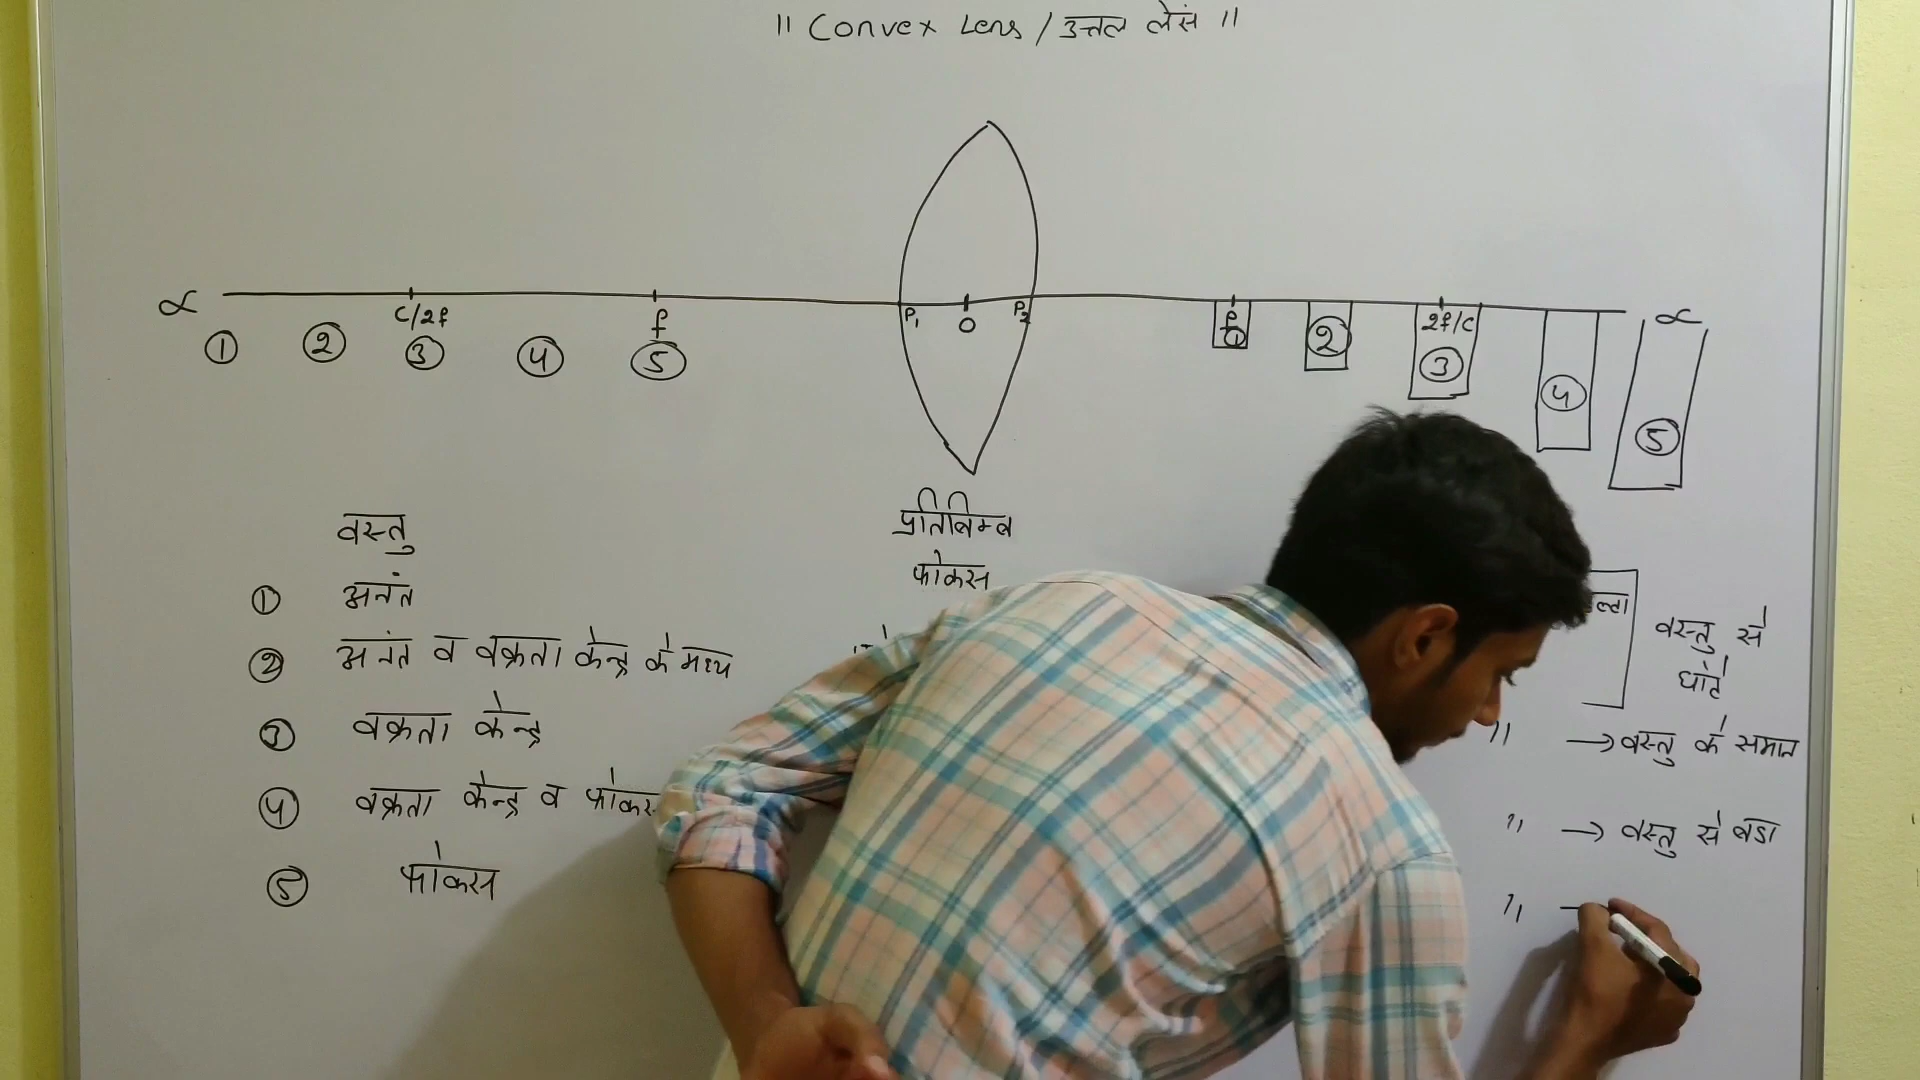 || Convex Lens / उत्तल लेंस ||
∝ C/2f f P₁ O P₂ f 2f/C ∝
① ② ③ ④ ⑤ ① ② ③ ④ ⑤
वस्तु प्रतिबिम्ब
फोकस
① अनंत
② अनंत व वक्रता केन्द्र के मध्य
वस्तु से
③ वक्रता केन्द्र
" → वस्तु के समान
④ वक्रता केन्द्र व फोकस
" → वस्तु से बडा
⑤ फोकस
"